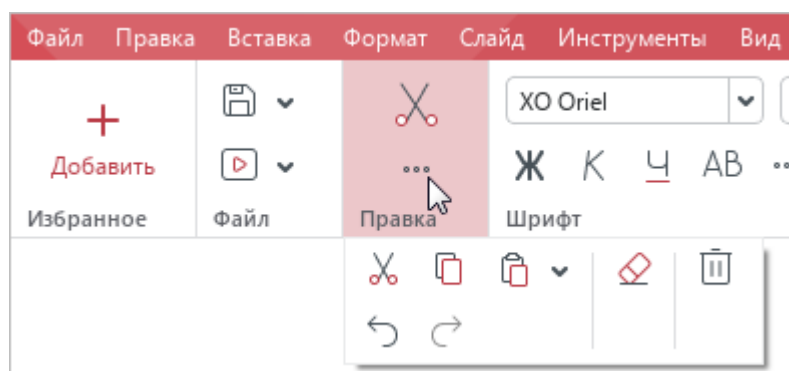 Файл Правка Вставка Формат Слайд Инструменты Вид
XO Oriel
Добавить
Ж К Ч АВ
Избранное Файл Правка Шрифт